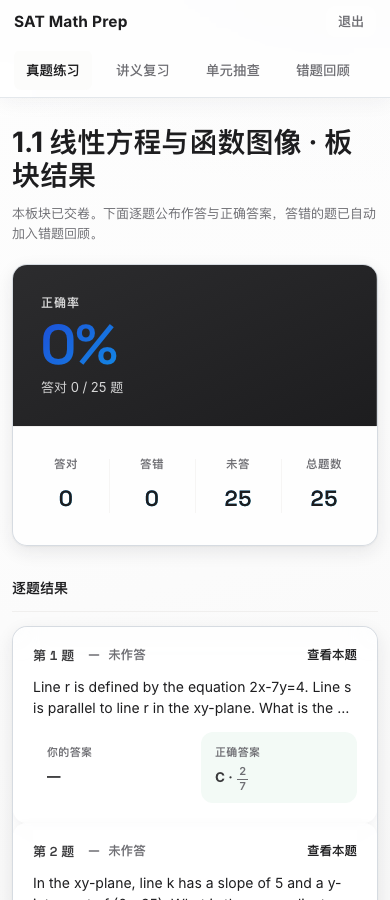 SAT Math Prep
退出
真题练习 讲义复习 单元抽查 错题回顾
1.1 线性方程与函数图像 · 板
块结果
本板块已交卷。下面逐题公布作答与正确答案，答错的题已自动
加入错题回顾。
正确率
0%
答对 0 / 25 题
答对 答错 未答 总题数
0 0 25 25
逐题结果
第 1 题 — 未作答 查看本题
Line r is defined by the equation 2x-7y=4. Line s
is parallel to line r in the xy-plane. What is the ...
你的答案 正确答案
— C · 2/7
第 2 题 — 未作答 查看本题
In the xy-plane, line k has a slope of 5 and a y-